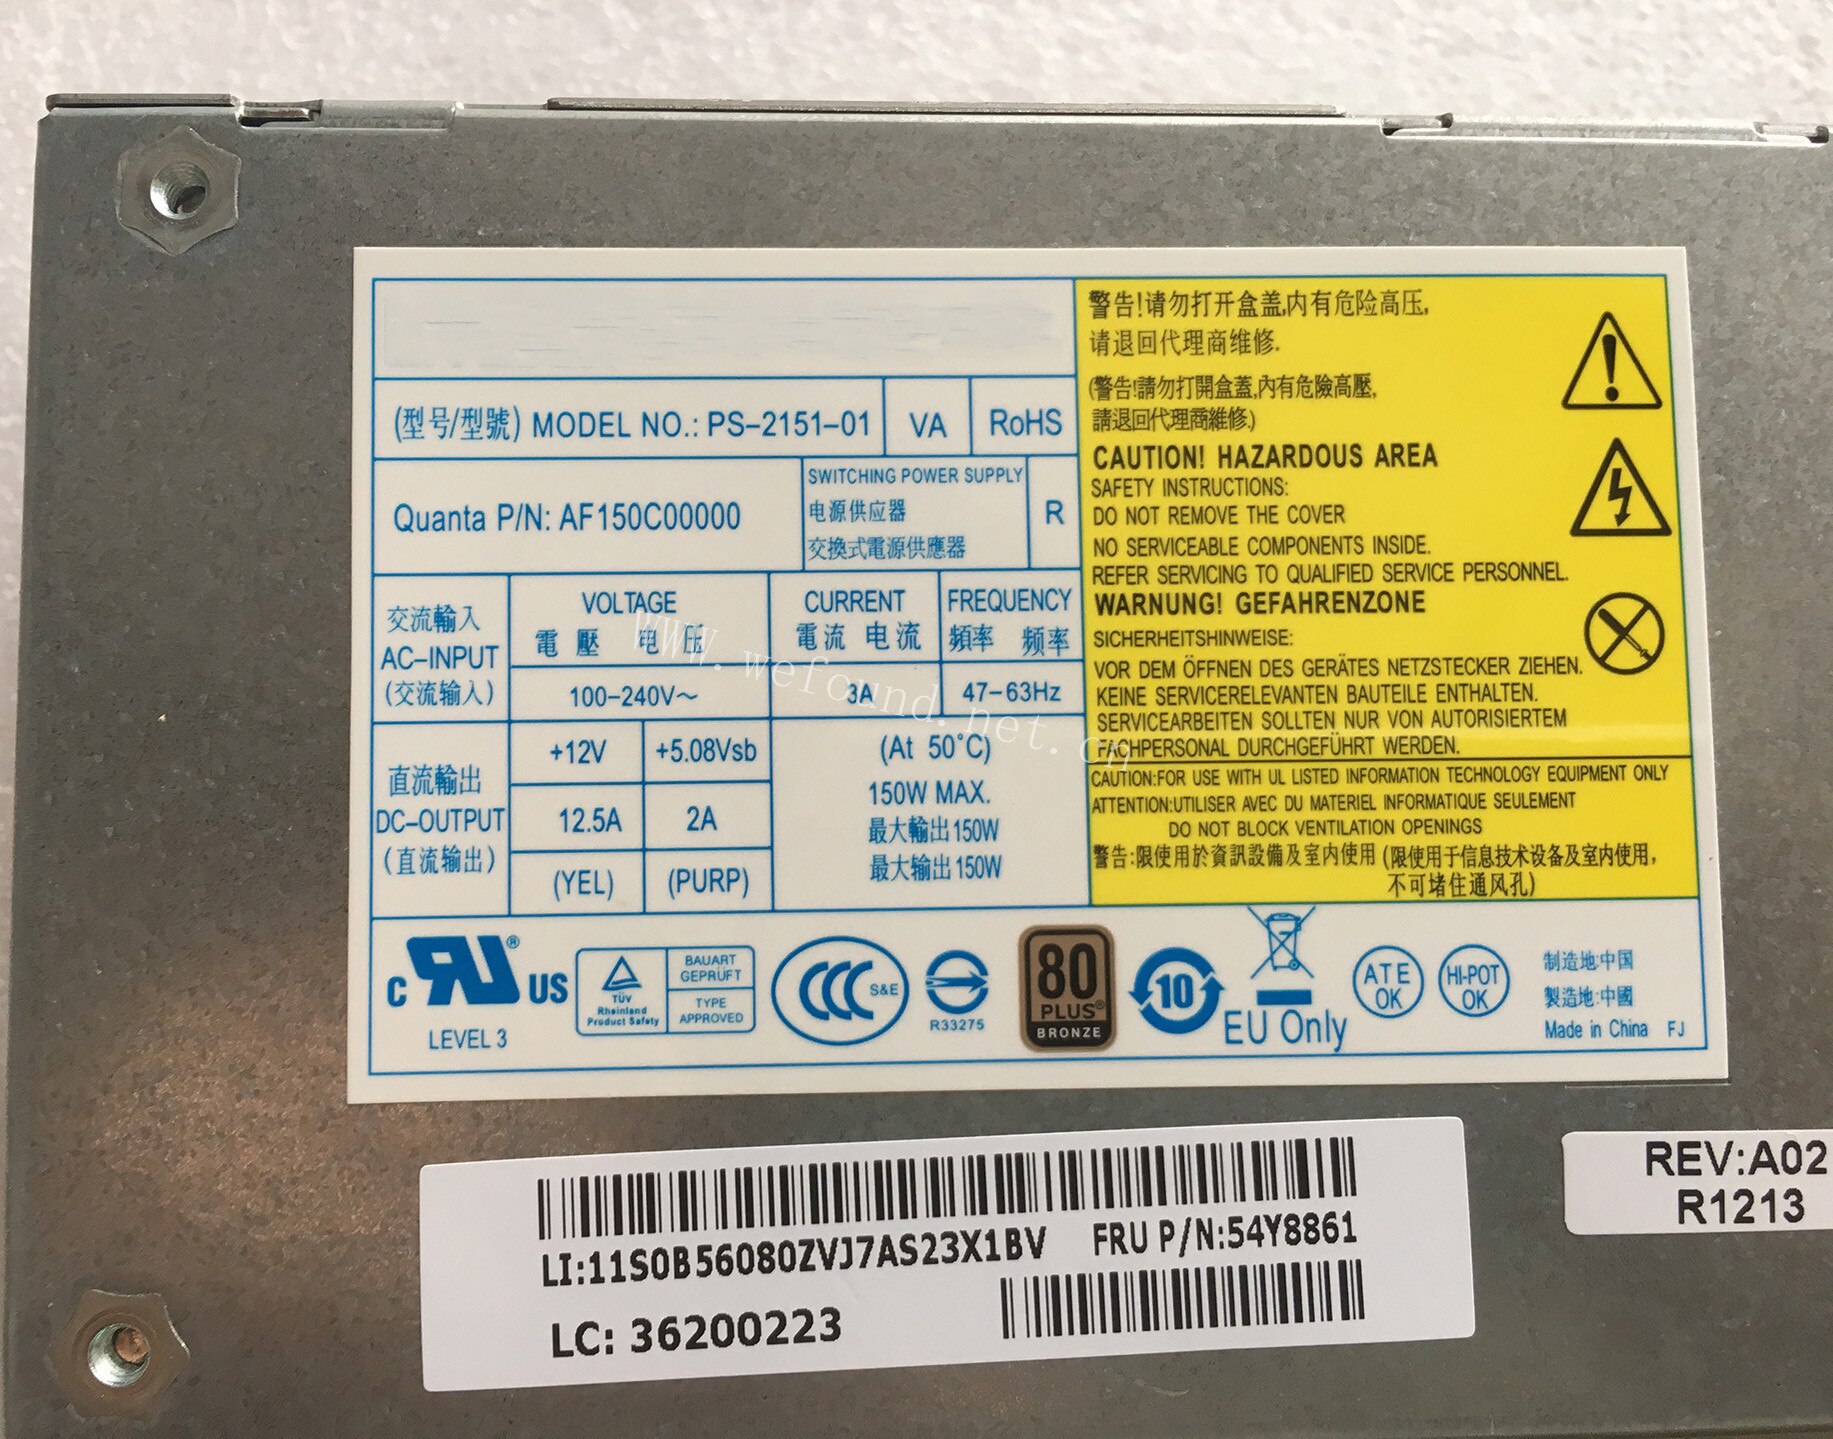 (型号/型號) MODEL NO.: PS-2151-01 VA RoHS
Quanta P/N: AF150C00000
SWITCHING POWER SUPPLY
电源供应器
交換式電源供應器
R
交流輸入
AC-INPUT
(交流输入)
VOLTAGE
電 壓 电 压
CURRENT
電流 电流
FREQUENCY
頻率 频率
100-240V~ 3A 47-63Hz
直流輸出
DC-OUTPUT
(直流输出)
+12V +5.08Vsb
12.5A 2A
(YEL) (PURP)
(At 50°C)
150W MAX.
最大輸出150W
最大输出150W
警告!请勿打开盒盖,内有危险高压,
请退回代理商维修.
(警告!請勿打開盒蓋,內有危險高壓,
請退回代理商維修.)
CAUTION! HAZARDOUS AREA
SAFETY INSTRUCTIONS:
DO NOT REMOVE THE COVER
NO SERVICEABLE COMPONENTS INSIDE.
REFER SERVICING TO QUALIFIED SERVICE PERSONNEL.
WARNUNG! GEFAHRENZONE
SICHERHEITSHINWEISE:
VOR DEM ÖFFNEN DES GERÄTES NETZSTECKER ZIEHEN.
KEINE SERVICERELEVANTEN BAUTEILE ENTHALTEN.
SERVICEARBEITEN SOLLTEN NUR VON AUTORISIERTEM
FACHPERSONAL DURCHGEFÜHRT WERDEN.
CAUTION:FOR USE WITH UL LISTED INFORMATION TECHNOLOGY EQUIPMENT ONLY
ATTENTION:UTILISER AVEC DU MATERIEL INFORMATIQUE SEULEMENT
DO NOT BLOCK VENTILATION OPENINGS
警告:限使用於資訊設備及室内使用 (限使用于信息技术设备及室内使用,
不可堵住通风孔)
www.wefound.net.cn
C RU ® US
LEVEL 3
TÜV
Rheinland
Product Safety
BAUART
GEPRÜFT
TYPE
APPROVED
CCC S&E
R33275
80
PLUS®
BRONZE
10
EU Only
ATE
OK
HI-POT
OK
制造地:中国
製造地:中國
Made in China FJ
LI:11S0B56080ZVJ7AS23X1BV FRU P/N:54Y8861
LC: 36200223
REV:A02
R1213